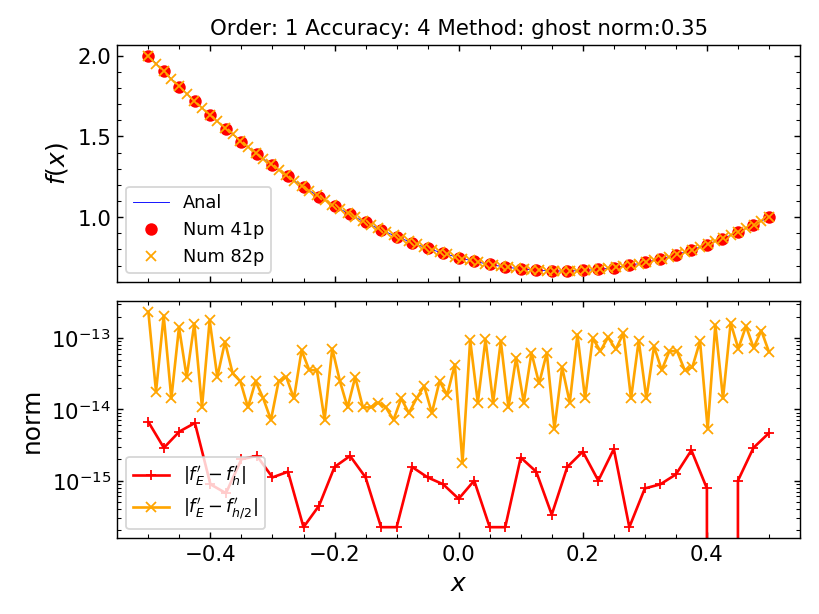 Order: 1 Accuracy: 4 Method: ghost norm:0.35
2.0
1.5
1.0
f(x)
Anal
Num 41p
Num 82p
10⁻¹³
10⁻¹⁴
10⁻¹⁵
norm
|f′_E − f′_h|
|f′_E − f′_{h/2}|
−0.4 −0.2 0.0 0.2 0.4
x